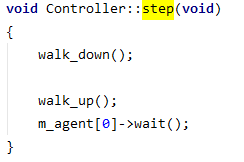 void Controller::step(void)
{
    walk_down();

    walk_up();
    m_agent[0]->wait();
}